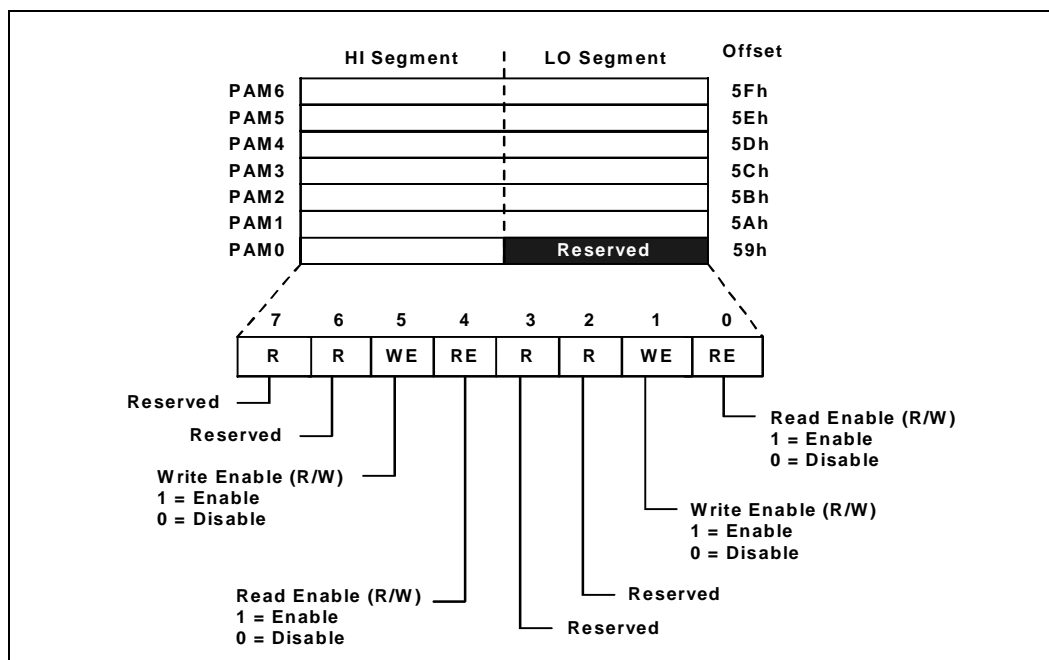 HI Segment LO Segment Offset
PAM6 5Fh
PAM5 5Eh
PAM4 5Dh
PAM3 5Ch
PAM2 5Bh
PAM1 5Ah
PAM0 Reserved 59h
7 6 5 4 3 2 1 0
R R WE RE R R WE RE
Reserved
Reserved
Write Enable (R/W)
1 = Enable
0 = Disable
Read Enable (R/W)
1 = Enable
0 = Disable
Reserved
Reserved
Write Enable (R/W)
1 = Enable
0 = Disable
Read Enable (R/W)
1 = Enable
0 = Disable